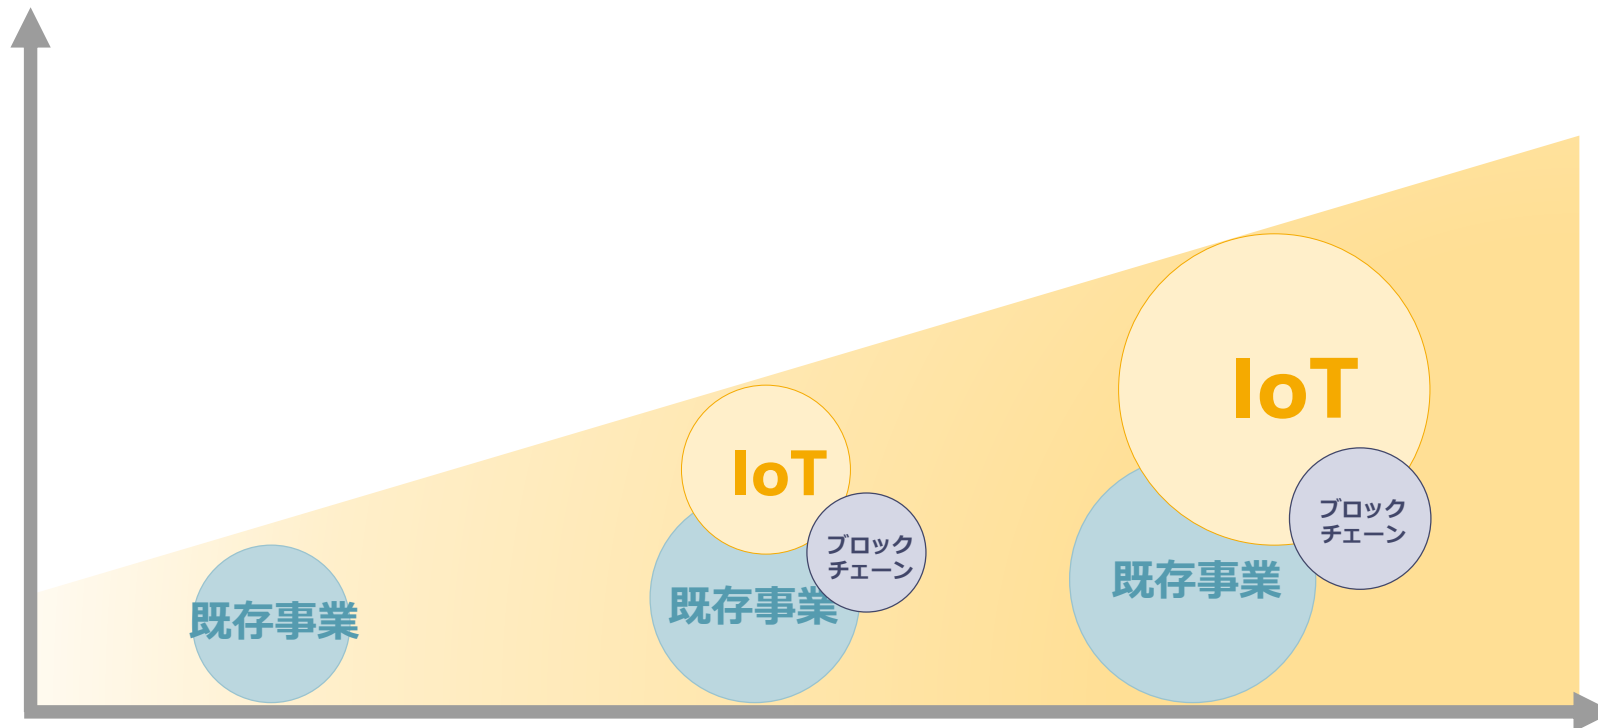 既存事業
IoT
ブロック
チェーン
既存事業
IoT
ブロック
チェーン
既存事業